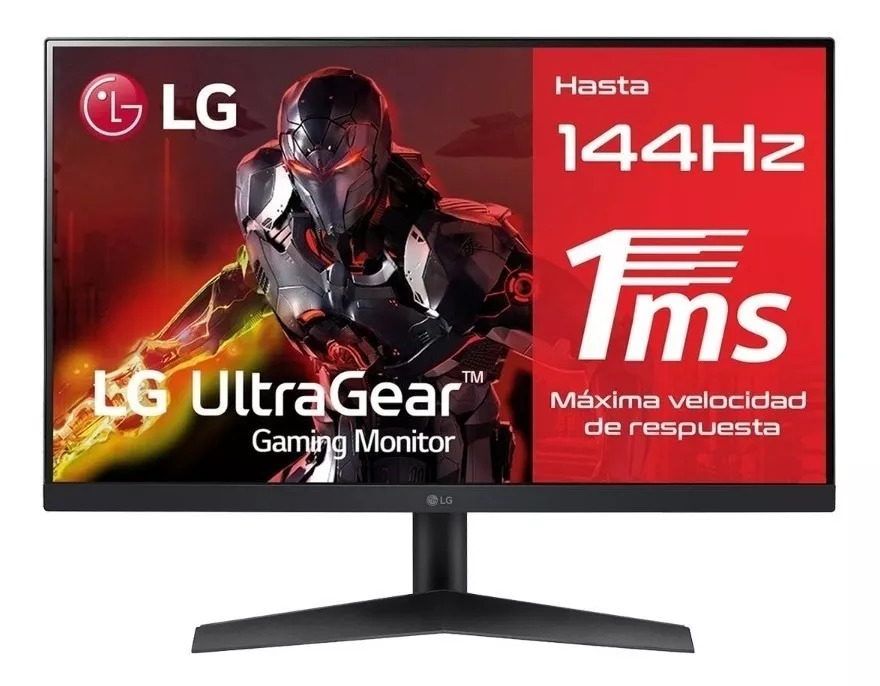 LG
LG UltraGear™
Gaming Monitor
Hasta
144Hz
1ms
Máxima velocidad
de respuesta
LG